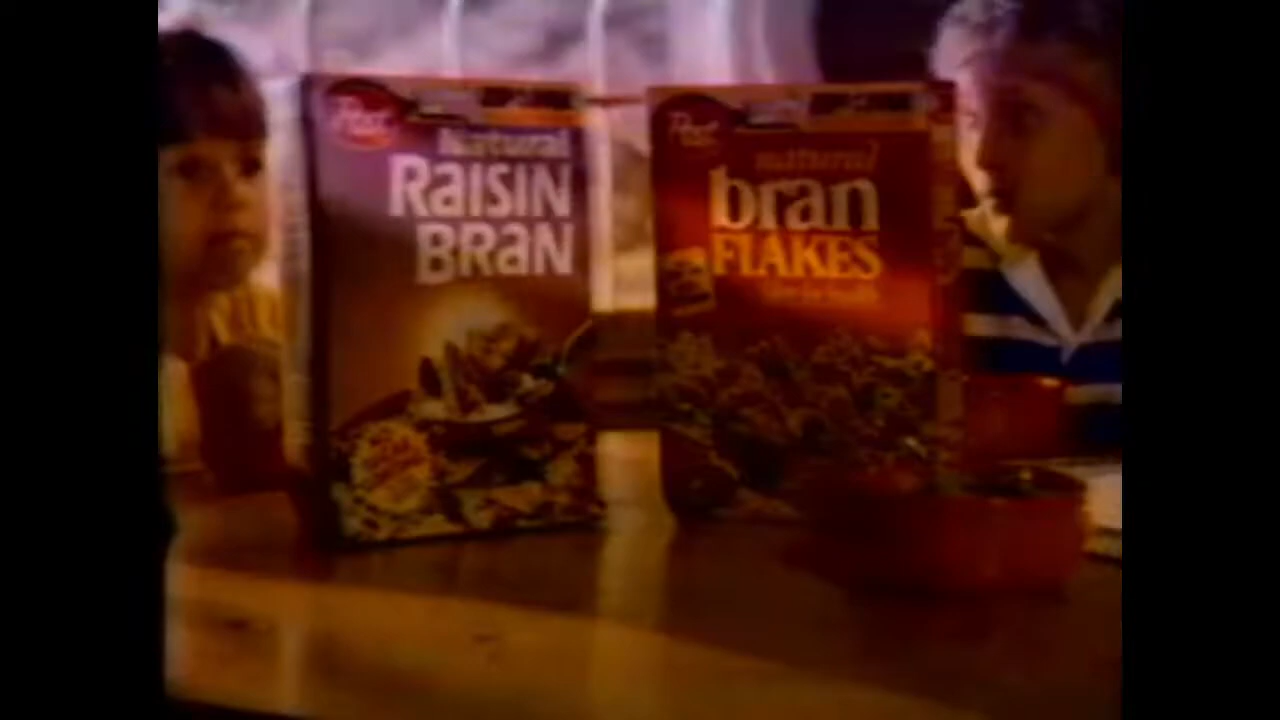 Post
Natural
RaISIN
BRaN
Post
natural
bran
FLAKES